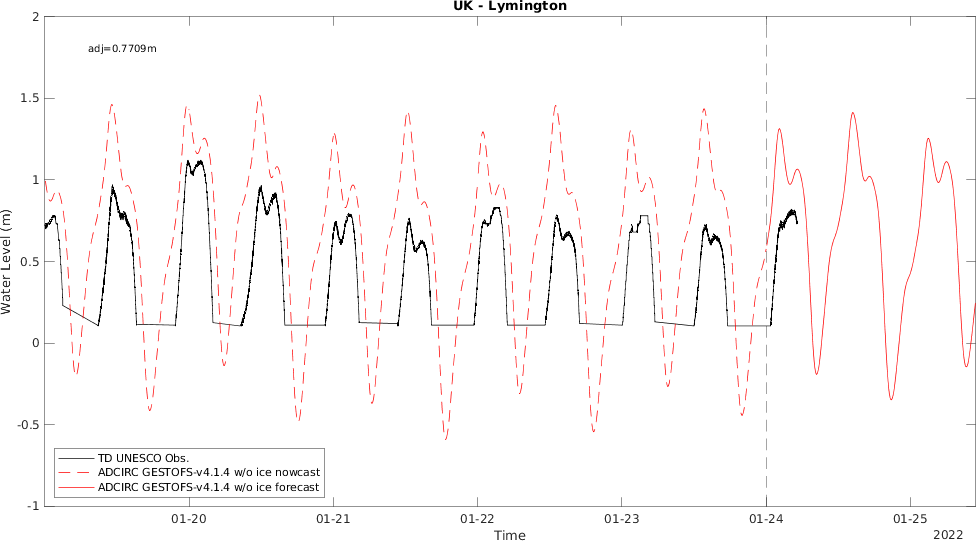 UK - Lymington
adj=0.7709m
2
1.5
1
0.5
0
-0.5
-1
Water Level (m)
TD UNESCO Obs.
ADCIRC GESTOFS-v4.1.4 w/o ice nowcast
ADCIRC GESTOFS-v4.1.4 w/o ice forecast
01-20
01-21
01-22
01-23
01-24
01-25
Time
2022